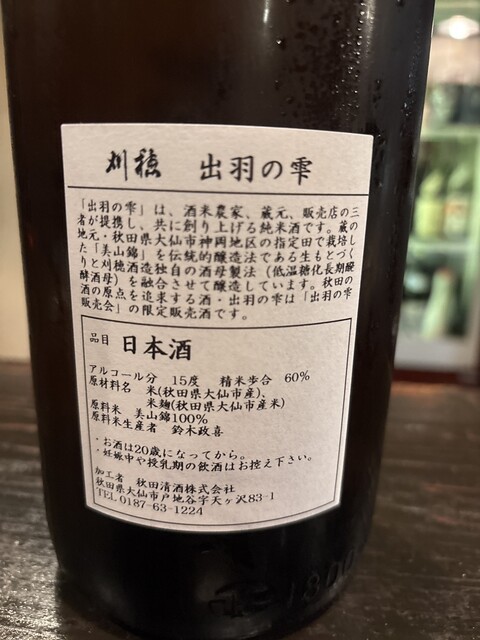 刈穂 出羽の雫
「出羽の雫」は、酒米農家、蔵元、販売店の三
者が提携し、共に創り上げる純米酒です。蔵の
地元・秋田県大仙市神岡地区の指定田で栽培し
た「美山錦」を伝統的醸造法である生もとづく
りと刈穂酒造独自の酒母製法（低温糖化長期醗
酵酒母）を融合させて醸造しています。秋田の
酒の原点を追求する酒・出羽の雫は「出羽の雫
販売会」の限定販売酒です。
品目 日本酒
アルコール分 15度 精米歩合 60%
原材料名 米(秋田県大仙市産)、
米麹(秋田県大仙市産米)
原料米 美山錦100%
原料米生産者 鈴木政喜
・お酒は20歳になってから。
・妊娠中や授乳期の飲酒はお控え下さい。
加工者 秋田清酒株式会社
秋田県大仙市戸地谷字天ヶ沢83-1
TEL 0187-63-1224
1800